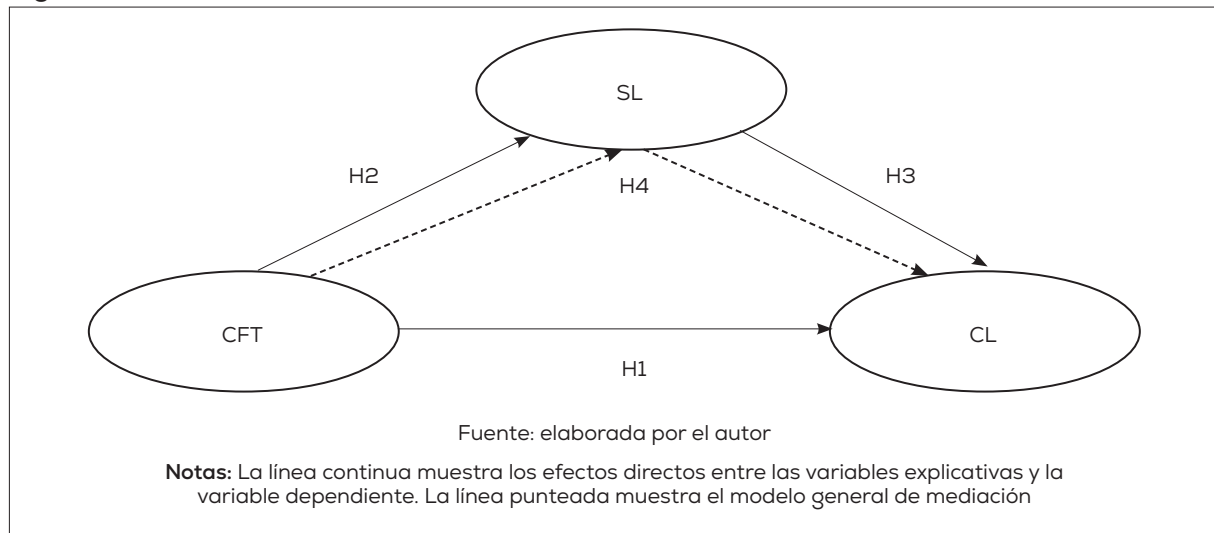 SL
H2
H4
H3
CFT
CL
H1
Fuente: elaborada por el autor
Notas: La línea continua muestra los efectos directos entre las variables explicativas y la
variable dependiente. La línea punteada muestra el modelo general de mediación